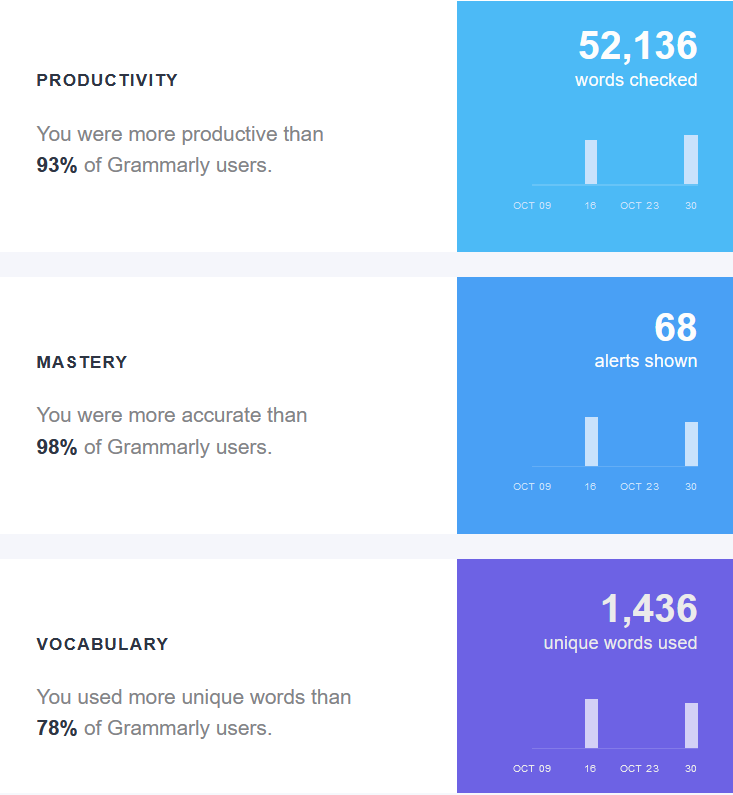 52,136
PRODUCTIVITY
words checked
You were more productive than
93% of Grammarly users.
OCT 09 16 OCT 23 30
68
MASTERY
alerts shown
You were more accurate than
98% of Grammarly users.
OCT 09 16 OCT 23 30
1,436
VOCABULARY
unique words used
You used more unique words than
78% of Grammarly users.
OCT 09 16 OCT 23 30